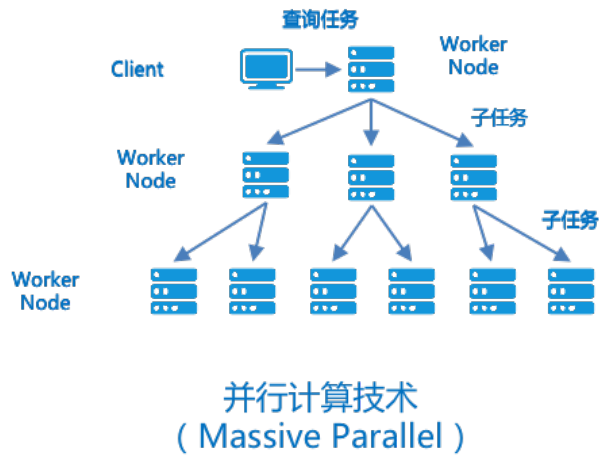 查询任务
Client
Worker
Node
子任务
Worker
Node
子任务
Worker
Node
并行计算技术
（Massive Parallel）